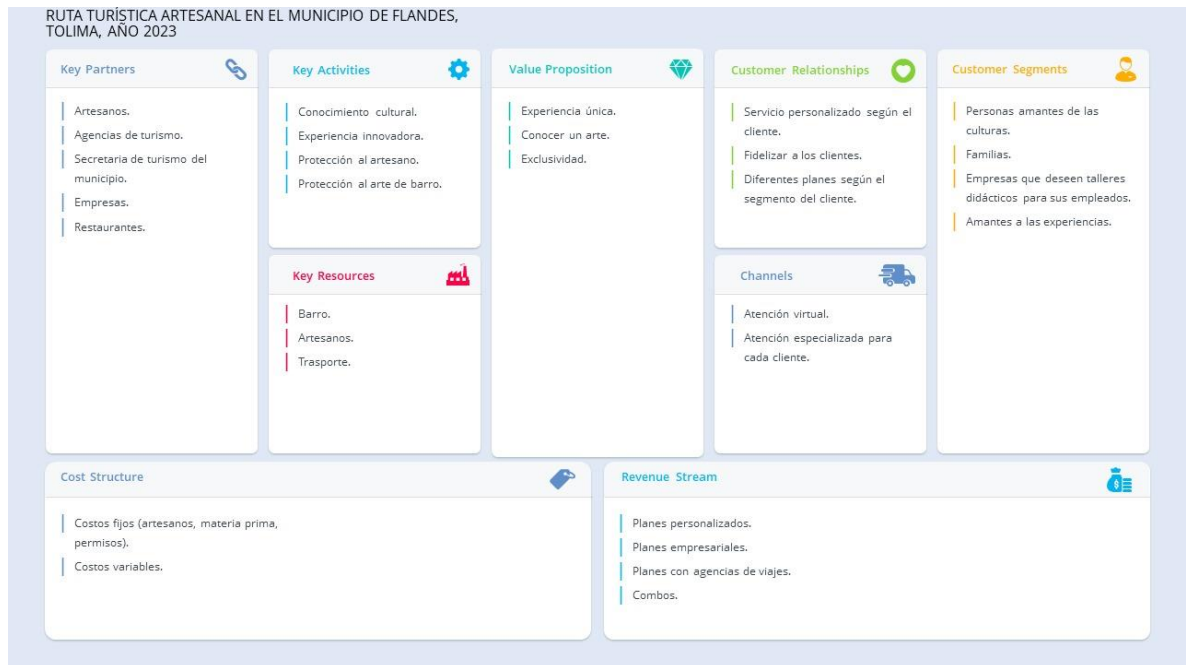 RUTA TURÍSTICA ARTESANAL EN EL MUNICIPIO DE FLANDES,
TOLIMA, AÑO 2023
Key Partners
Artesanos.
Agencias de turismo.
Secretaria de turismo del
municipio.
Empresas.
Restaurantes.
Key Activities
Conocimiento cultural.
Experiencia innovadora.
Protección al artesano.
Protección al arte de barro.
Key Resources
Barro.
Artesanos.
Trasporte.
Value Proposition
Experiencia única.
Conocer un arte.
Exclusividad.
Customer Relationships
Servicio personalizado según el
cliente.
Fidelizar a los clientes.
Diferentes planes según el
segmento del cliente.
Channels
Atención virtual.
Atención especializada para
cada cliente.
Customer Segments
Personas amantes de las
culturas.
Familias.
Empresas que deseen talleres
didácticos para sus empleados.
Amantes a las experiencias.
Cost Structure
Costos fijos (artesanos, materia prima,
permisos).
Costos variables.
Revenue Stream
Planes personalizados.
Planes empresariales.
Planes con agencias de viajes.
Combos.